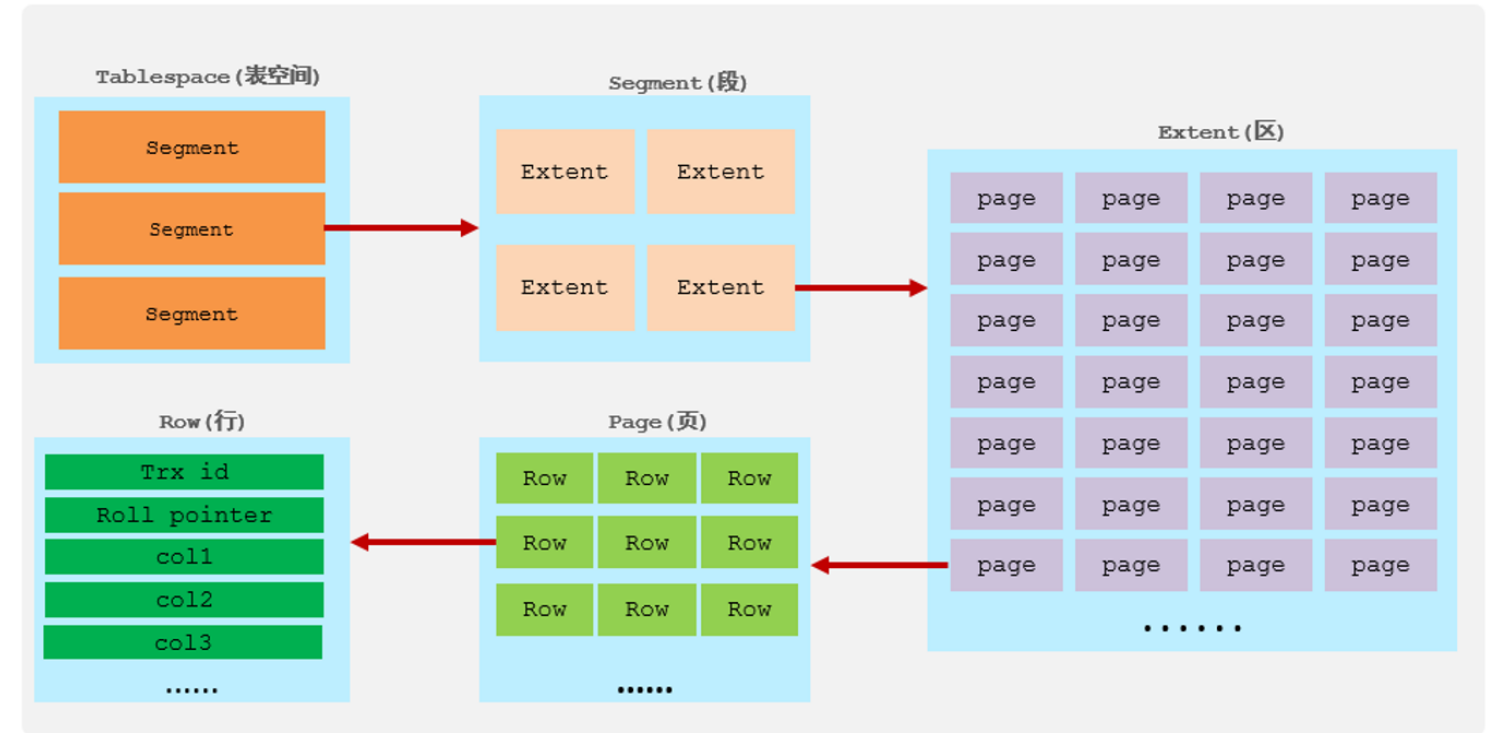 Tablespace(表空间)
Segment
Segment
Segment
Segment(段)
Extent Extent
Extent Extent
Extent(区)
page page page page
page page page page
page page page page
page page page page
page page page page
page page page page
page page page page
......
Row(行)
Trx id
Roll pointer
col1
col2
col3
......
Page(页)
Row Row Row
Row Row Row
Row Row Row
......